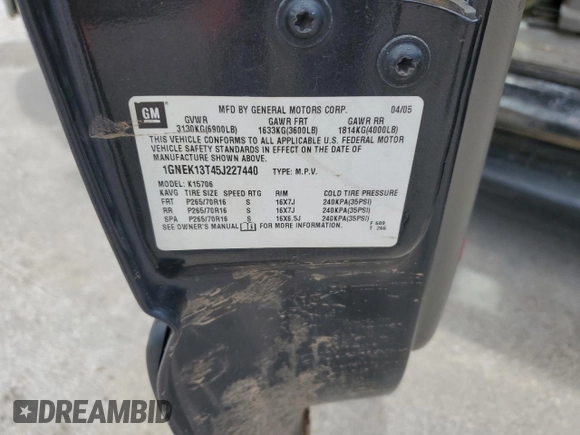 GM
MFD BY GENERAL MOTORS CORP. 04/05
GVWR GAWR FRT GAWR RR
3130KG(6900LB) 1633KG(3600LB) 1814KG(4000LB)
THIS VEHICLE CONFORMS TO ALL APPLICABLE U.S. FEDERAL MOTOR
VEHICLE SAFETY STANDARDS IN EFFECT ON THE DATE OF
MANUFACTURE SHOWN ABOVE.
1GNEK13T45J227440 TYPE: M.P.V.
MODEL: K15706
KAVG TIRE SIZE SPEED RTG RIM COLD TIRE PRESSURE
FRT P265/70R16 S 16X7J 240KPA(35PSI)
RR P265/70R16 S 16X7J 240KPA(35PSI)
SPA P265/70R16 S 16X6.5J 240KPA(35PSI)
SEE OWNER'S MANUAL FOR MORE INFORMATION.
F 609
T 266
DREAMBID